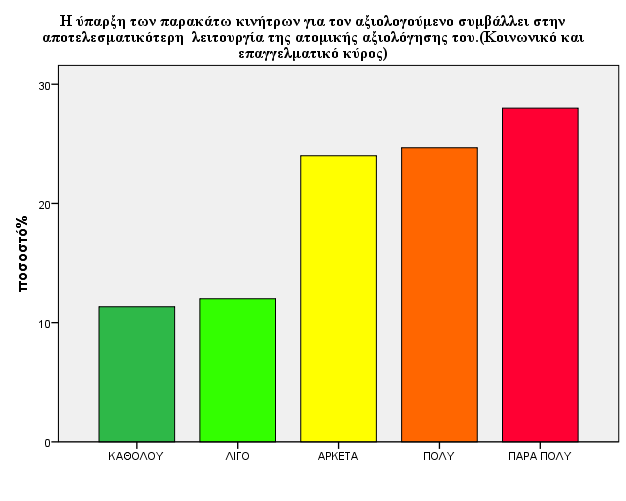 Η ύπαρξη των παρακάτω κινήτρων για τον αξιολογούμενο συμβάλλει στην
αποτελεσματικότερη  λειτουργία της ατομικής αξιολόγησης του.(Κοινωνικό και
επαγγελματικό κύρος)
30
20
10
0
ποσοστό%
ΚΑΘΟΛΟΥ ΛΙΓΟ ΑΡΚΕΤΑ ΠΟΛΥ ΠΑΡΑ ΠΟΛΥ